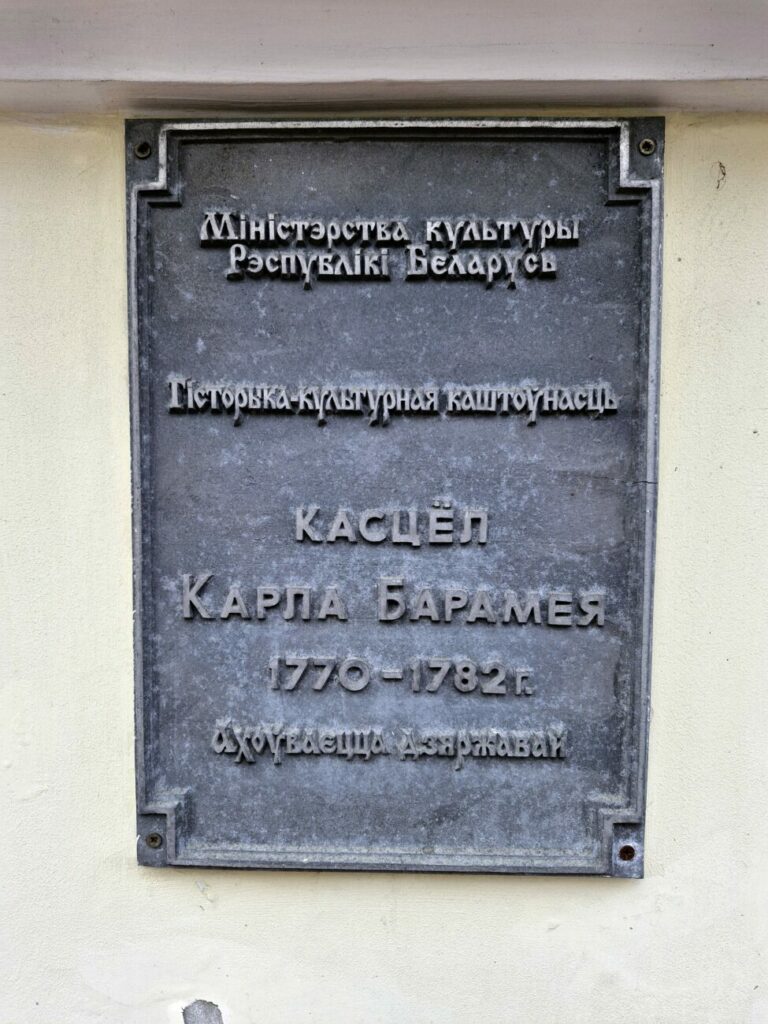 Міністэрства культуры
Рэспублікі Беларусь
Гісторыка-культурная каштоўнасць
КАСЦЁЛ
КАРЛА БАРАМЕЯ
1770-1782 г.
Ахоўваецца дзяржавай